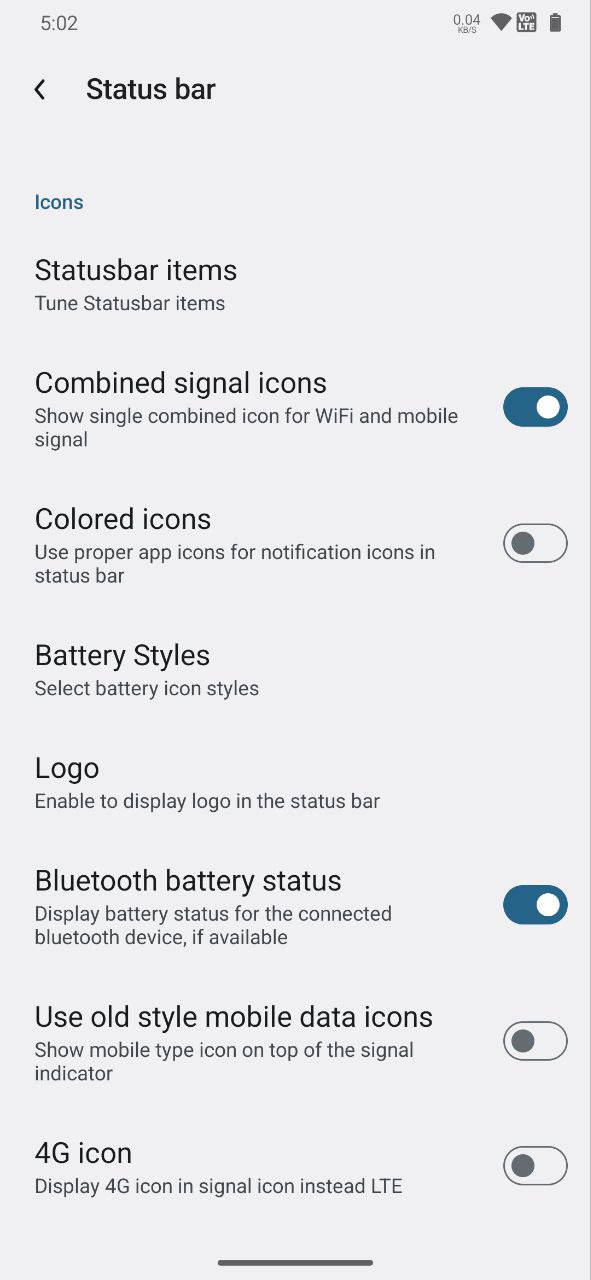 5:02
0.04
KB/S
Vo))
LTE
Status bar
Icons
Statusbar items
Tune Statusbar items
Combined signal icons
Show single combined icon for WiFi and mobile
signal
Colored icons
Use proper app icons for notification icons in
status bar
Battery Styles
Select battery icon styles
Logo
Enable to display logo in the status bar
Bluetooth battery status
Display battery status for the connected
bluetooth device, if available
Use old style mobile data icons
Show mobile type icon on top of the signal
indicator
4G icon
Display 4G icon in signal icon instead LTE